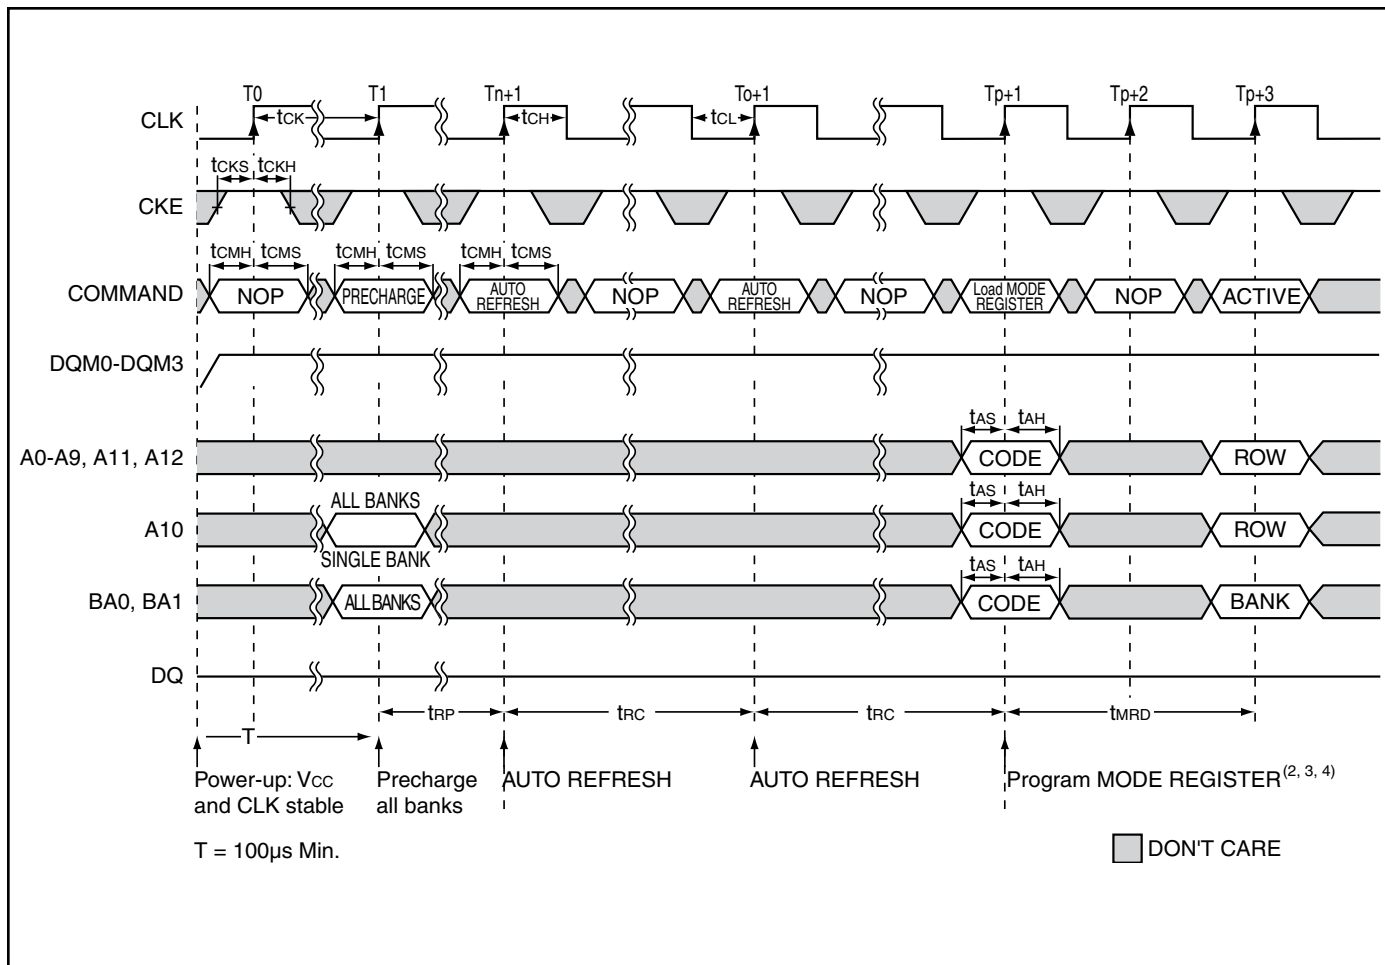 T0 T1 Tn+1 To+1 Tp+1 Tp+2 Tp+3
CLK tCK tCH tCL
tCKS tCKH
CKE
tCMH tCMS tCMH tCMS tCMH tCMS
COMMAND NOP PRECHARGE AUTO REFRESH NOP AUTO REFRESH NOP Load MODE REGISTER NOP ACTIVE
DQM0-DQM3
tAS tAH
A0-A9, A11, A12 CODE ROW
ALL BANKS tAS tAH
A10 CODE ROW
SINGLE BANK tAS tAH
BA0, BA1 ALL BANKS CODE BANK
DQ
tRP tRC tRC tMRD
T
Power-up: VCC Precharge AUTO REFRESH AUTO REFRESH Program MODE REGISTER(2, 3, 4)
and CLK stable all banks
T = 100µs Min. DON'T CARE